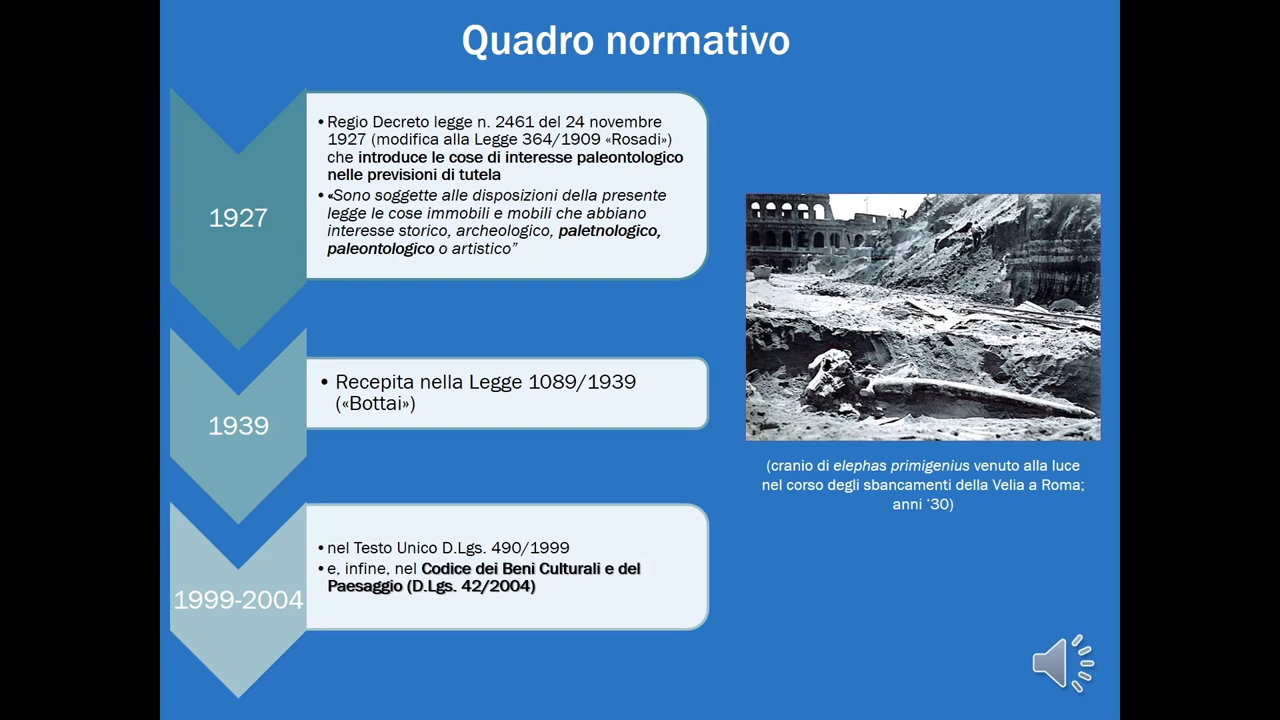 Quadro normativo
1927
•Regio Decreto legge n. 2461 del 24 novembre
1927 (modifica alla Legge 364/1909 «Rosadi»)
che introduce le cose di interesse paleontologico
nelle previsioni di tutela
•«Sono soggette alle disposizioni della presente
legge le cose immobili e mobili che abbiano
interesse storico, archeologico, paletnologico,
paleontologico o artistico”
1939
• Recepita nella Legge 1089/1939
(«Bottai»)
1999-2004
•nel Testo Unico D.Lgs. 490/1999
•e, infine, nel Codice dei Beni Culturali e del
Paesaggio (D.Lgs. 42/2004)
(cranio di elephas primigenius venuto alla luce
nel corso degli sbancamenti della Velia a Roma;
anni ‘30)